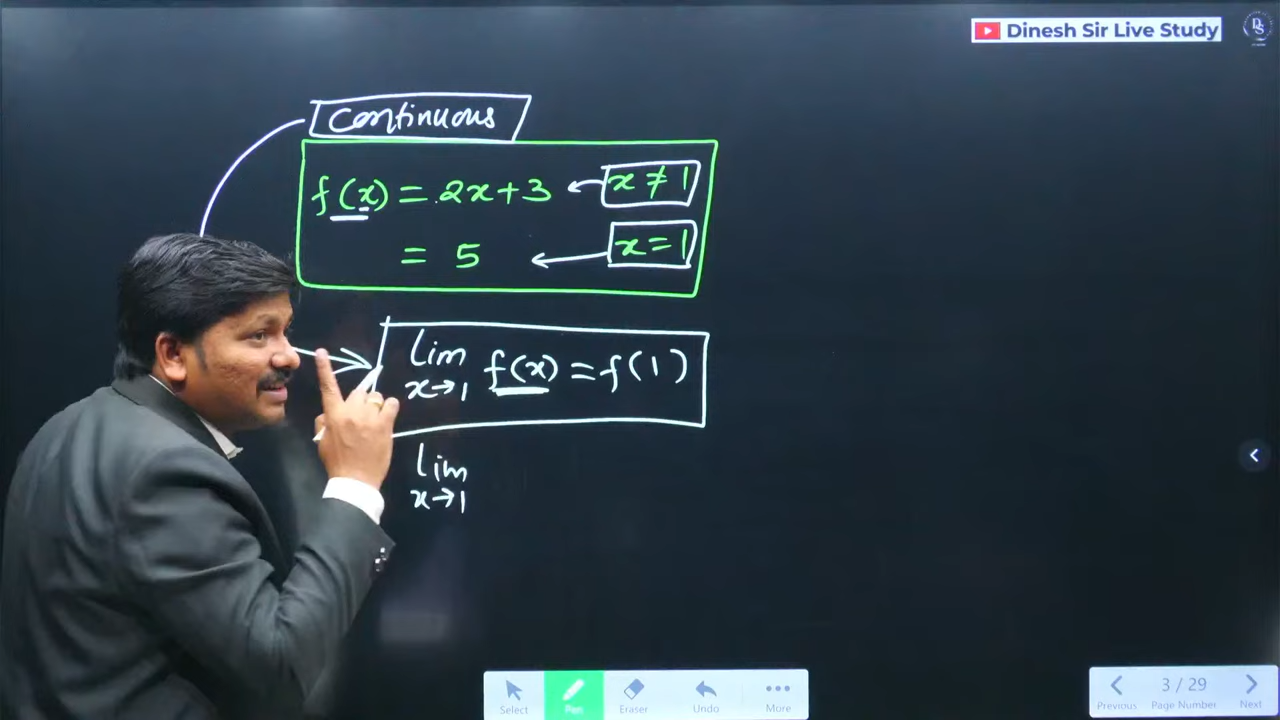 Dinesh Sir Live Study
DS
continuous
f(x) = 2x+3 ← x ≠ 1
= 5 ← x = 1
lim f(x) = f(1)
x→1
lim
x→1
Select Pen Eraser Undo More
3 / 29
Previous Page Number Next